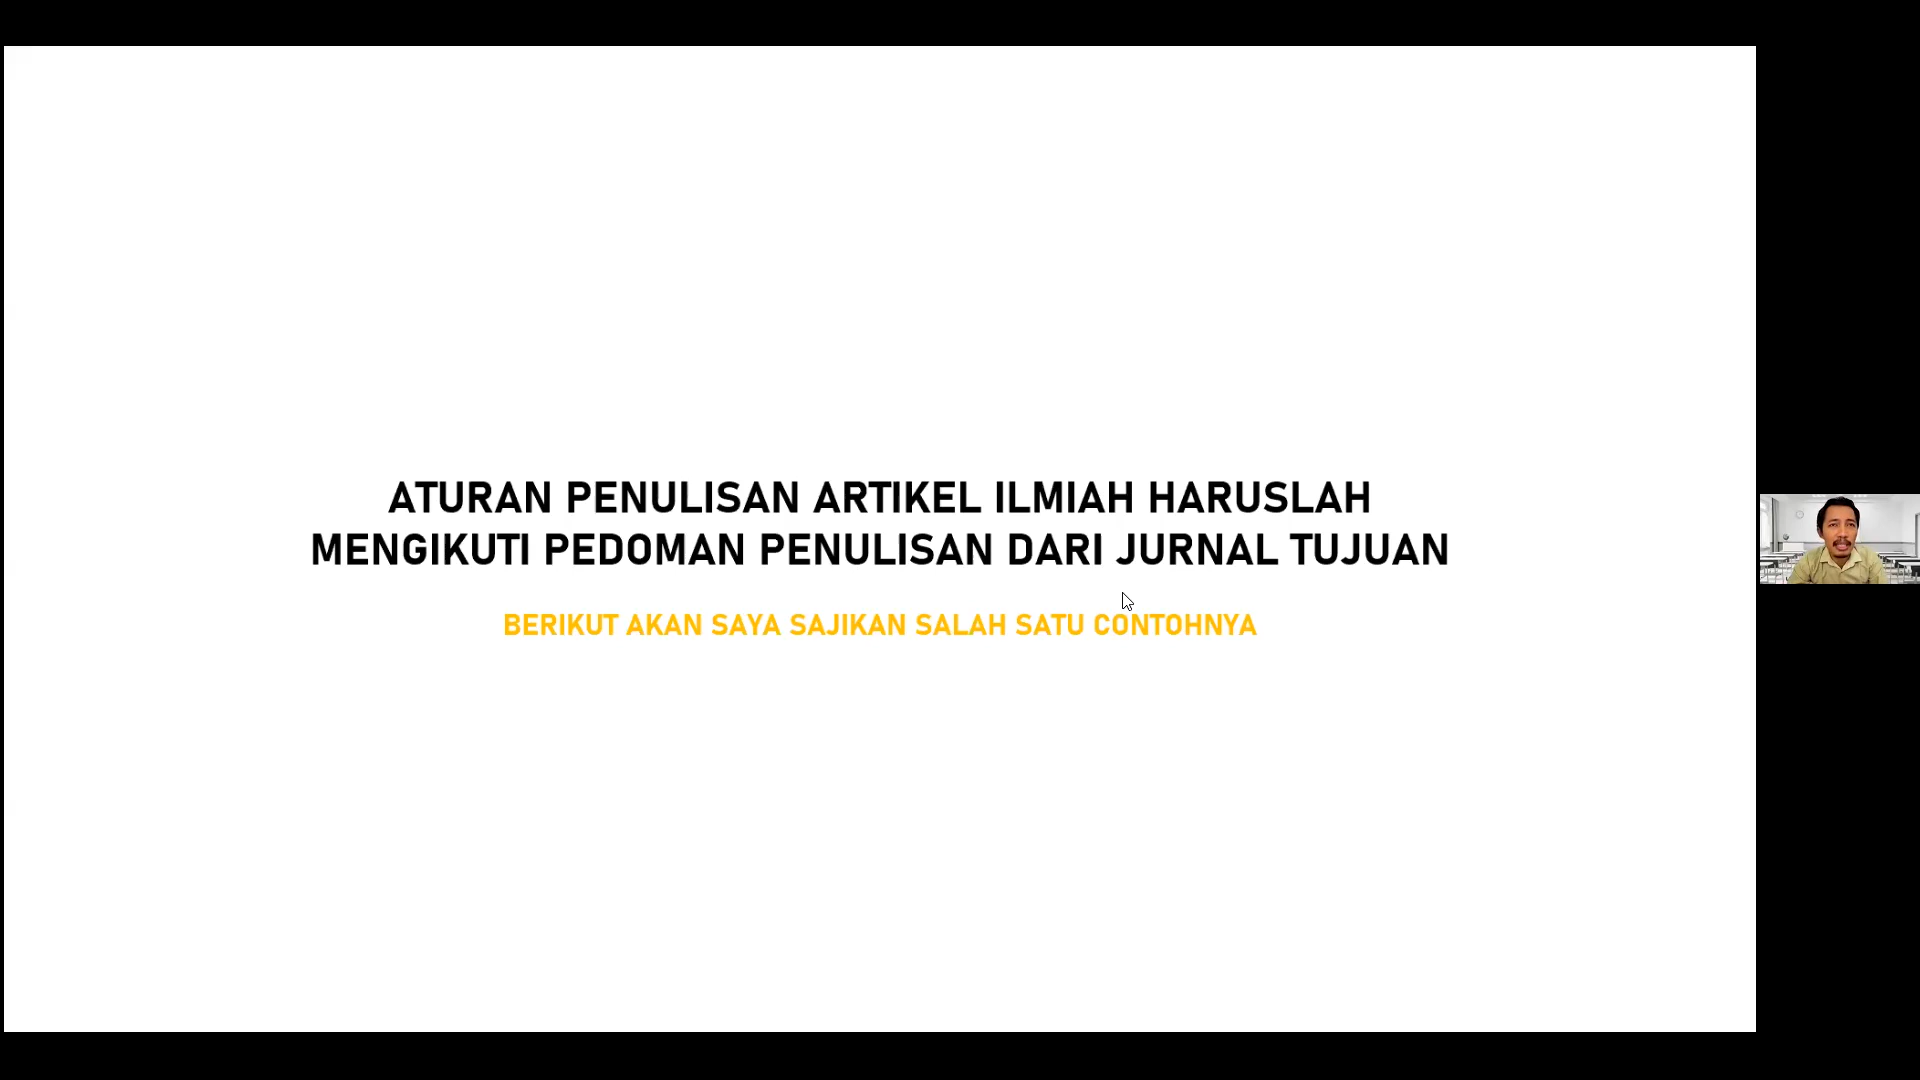 ATURAN PENULISAN ARTIKEL ILMIAH HARUSLAH
MENGIKUTI PEDOMAN PENULISAN DARI JURNAL TUJUAN
BERIKUT AKAN SAYA SAJIKAN SALAH SATU CONTOHNYA